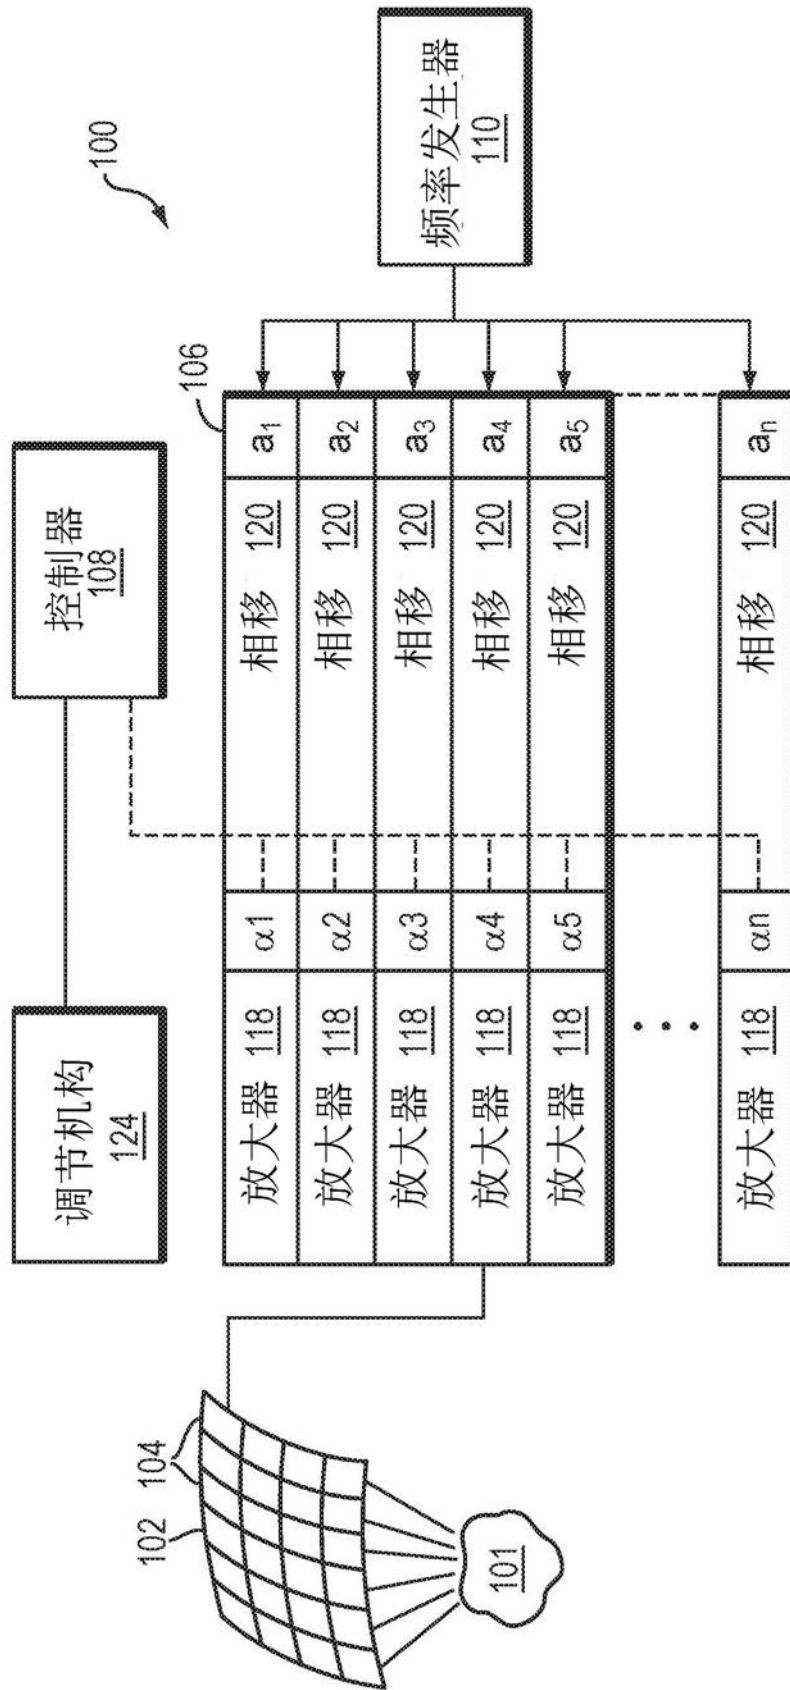 100
调节机构
124
控制器
108
106
102
104
放大器 118 α1 相移 120 a₁
放大器 118 α2 相移 120 a₂
放大器 118 α3 相移 120 a₃
放大器 118 α4 相移 120 a₄
放大器 118 α5 相移 120 a₅
放大器 118 αn 相移 120 aₙ
频率发生器
110
101